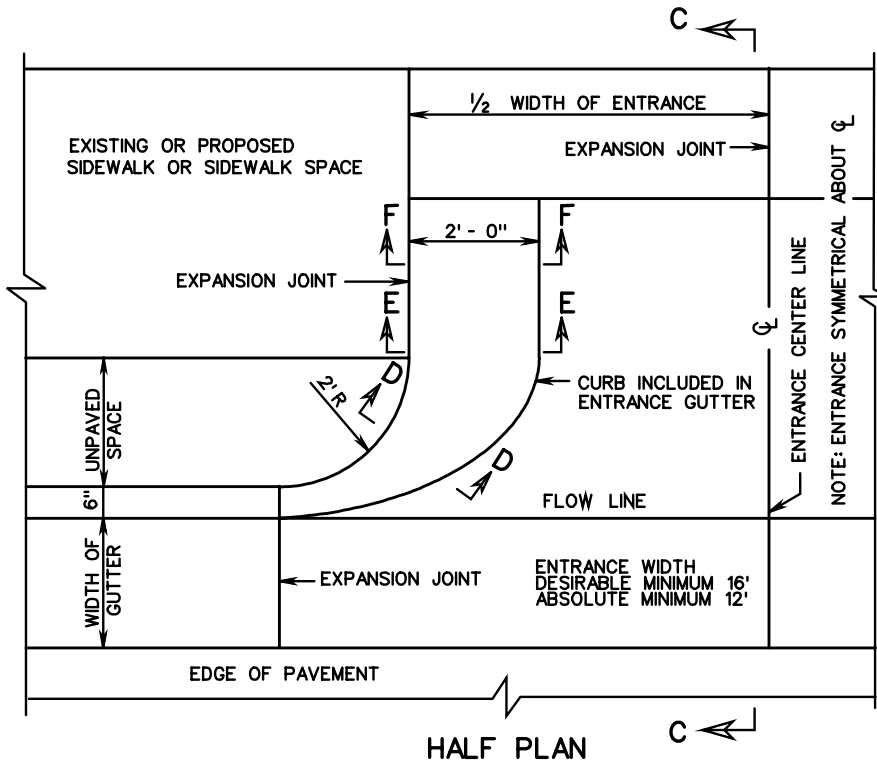 C
½ WIDTH OF ENTRANCE
EXISTING OR PROPOSED
SIDEWALK OR SIDEWALK SPACE
EXPANSION JOINT
F
F
2' - 0"
EXPANSION JOINT
E
E
D
2'R
CURB INCLUDED IN
ENTRANCE GUTTER
UNPAVED
SPACE
D
6"
FLOW LINE
WIDTH OF
GUTTER
EXPANSION JOINT
ENTRANCE WIDTH
DESIRABLE MINIMUM 16'
ABSOLUTE MINIMUM 12'
℄
ENTRANCE CENTER LINE
NOTE: ENTRANCE SYMMETRICAL ABOUT ℄
EDGE OF PAVEMENT
C
HALF PLAN